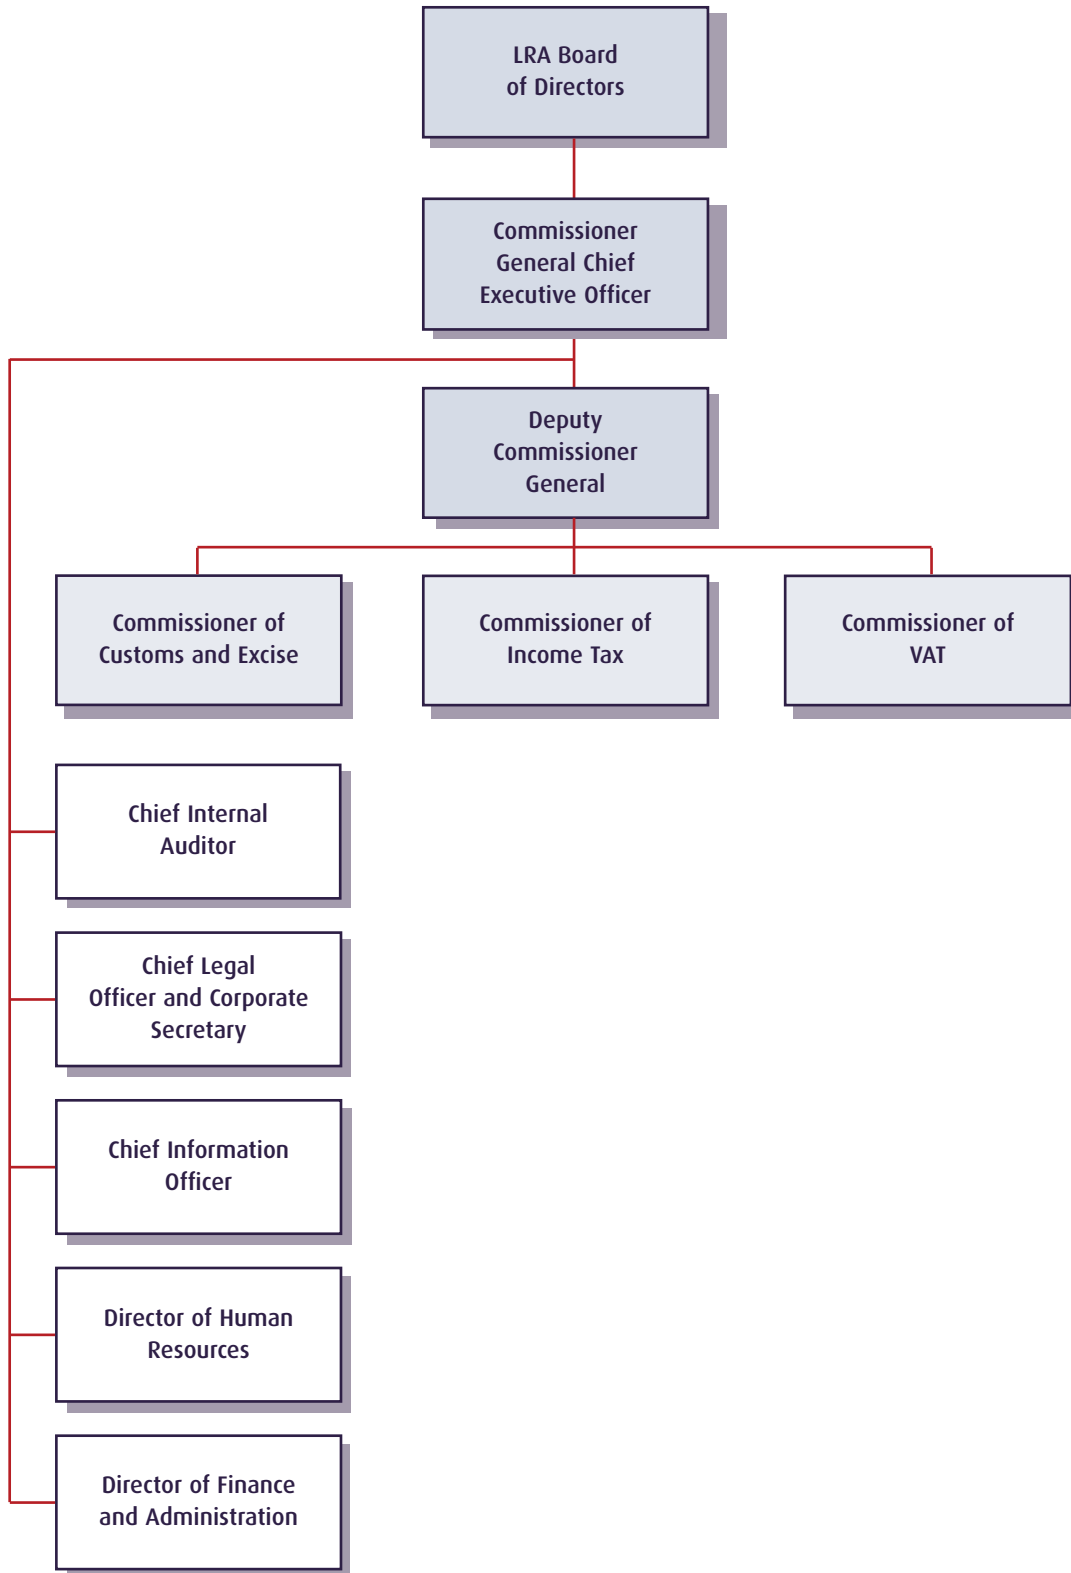 LRA Board
of Directors
Commissioner
General Chief
Executive Officer
Deputy
Commissioner
General
Commissioner of
Customs and Excise
Commissioner of
Income Tax
Commissioner of
VAT
Chief Internal
Auditor
Chief Legal
Officer and Corporate
Secretary
Chief Information
Officer
Director of Human
Resources
Director of Finance
and Administration